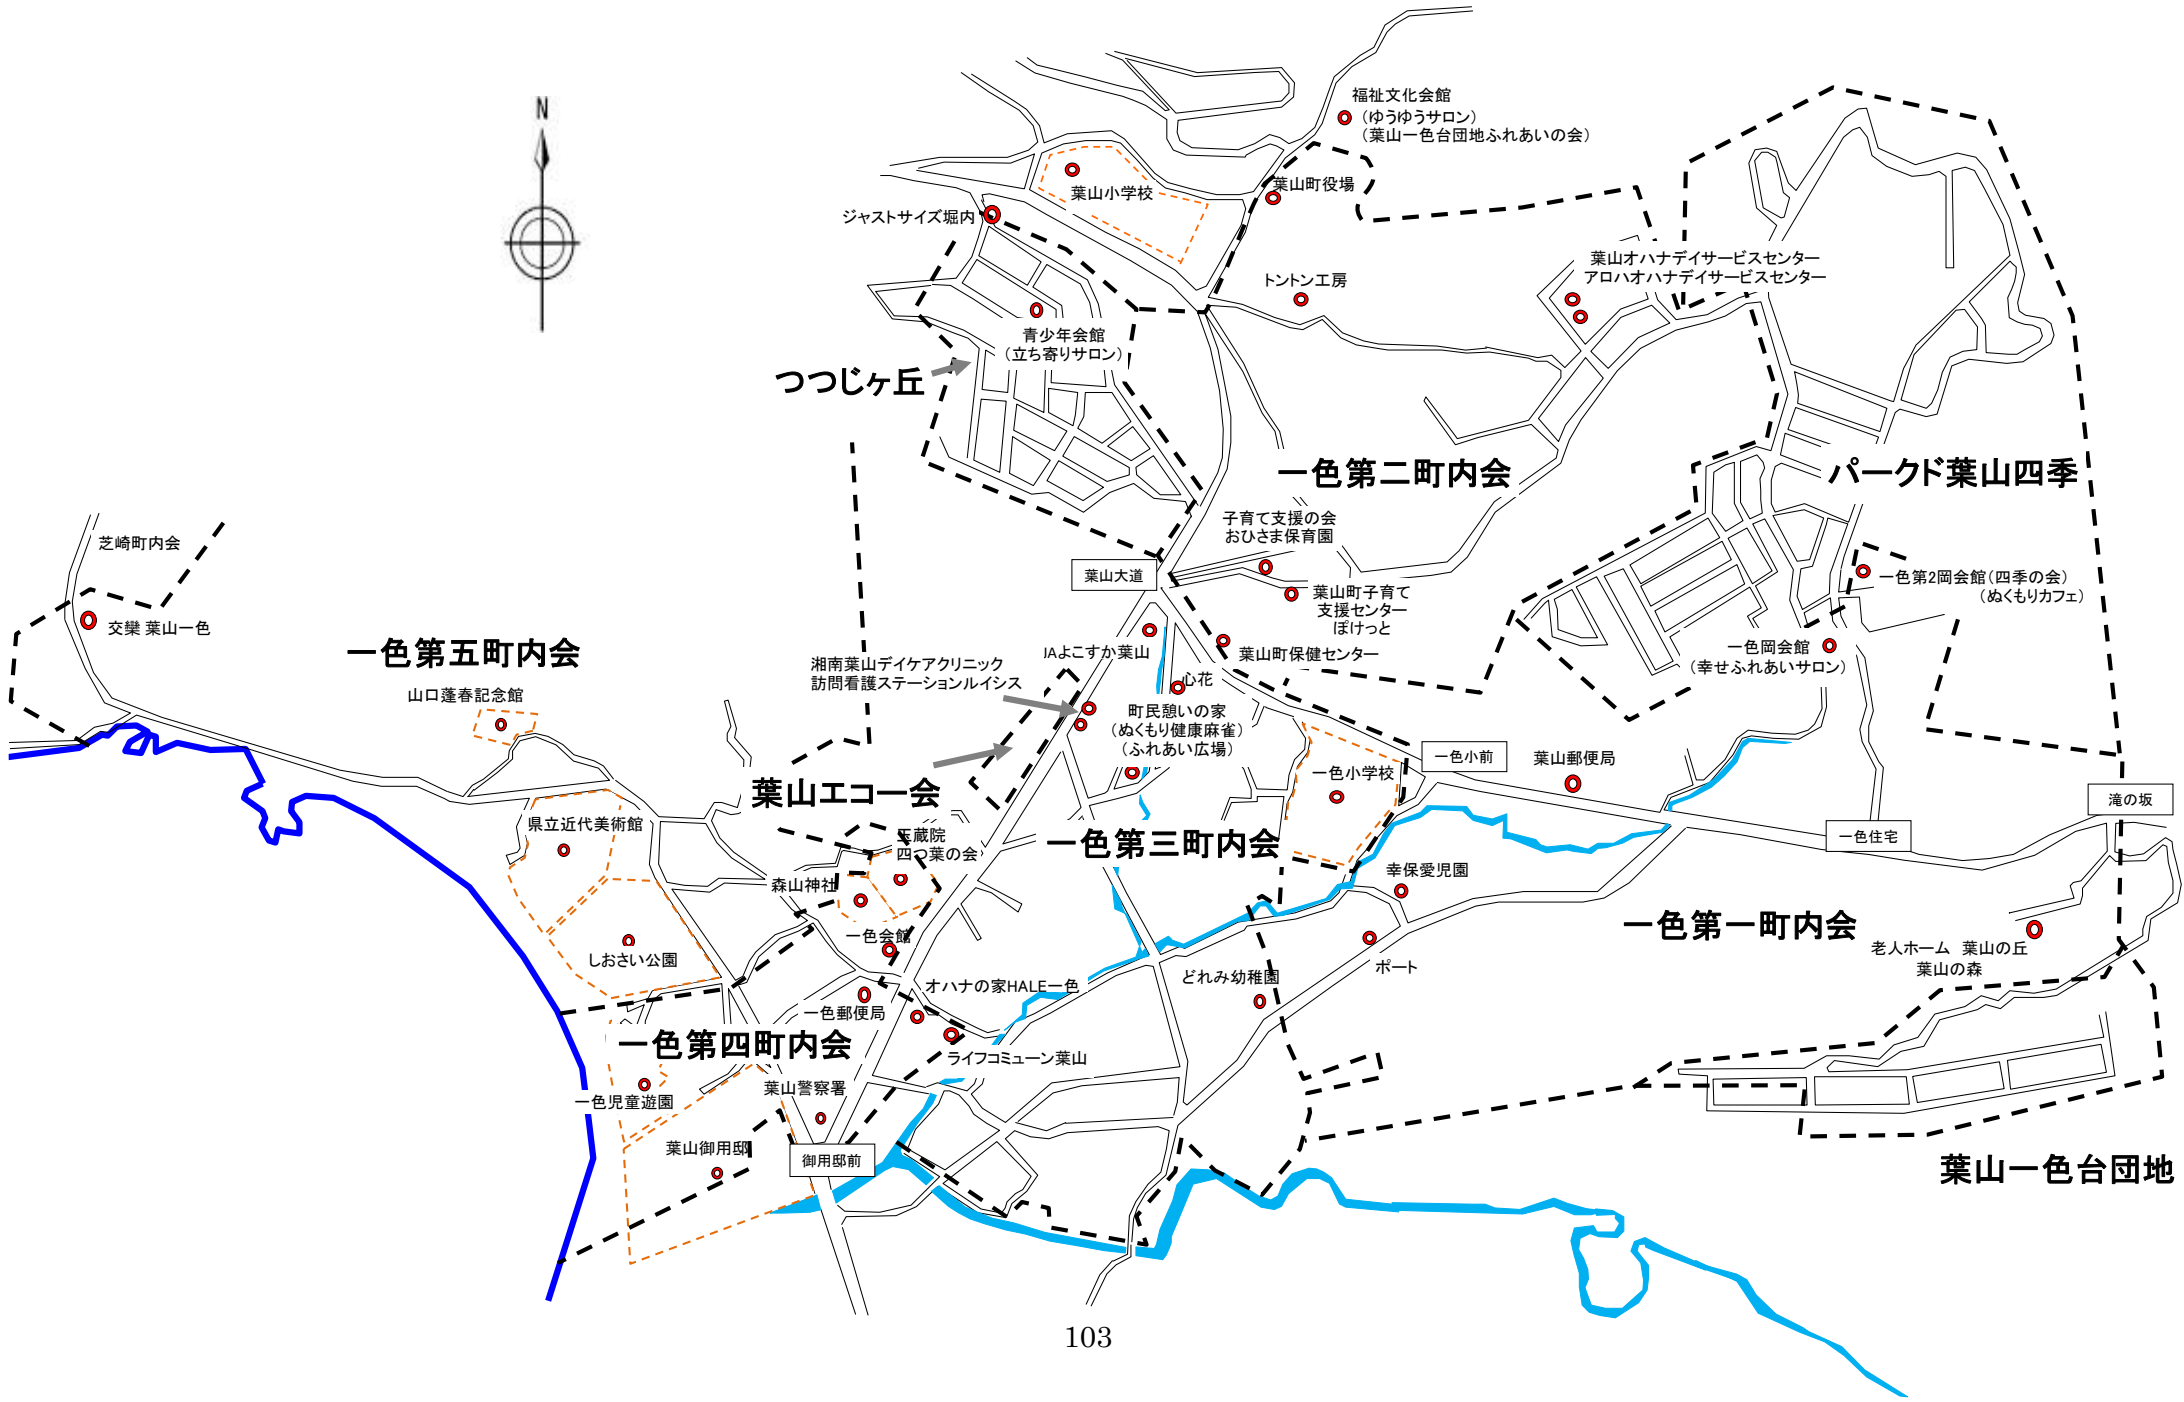 N
福祉文化会館
（ゆうゆうサロン）
（葉山一色台団地ふれあいの会）
葉山小学校
葉山町役場
ジャストサイズ堀内
葉山オハナデイサービスセンター
アロハオハナデイサービスセンター
トントン工房
青少年会館
（立ち寄りサロン）
つつじヶ丘
一色第二町内会
パークド葉山四季
芝崎町内会
子育て支援の会
おひさま保育園
葉山大道
一色第2岡会館（四季の会）
（ぬくもりカフェ）
葉山町子育て
支援センター
ぽけっと
交欒 葉山一色
一色第五町内会
JAよこすか葉山
葉山町保健センター
一色岡会館
（幸せふれあいサロン）
湘南葉山デイケアクリニック
訪問看護ステーションルイシス
心花
山口蓬春記念館
町民憩いの家
（ぬくもり健康麻雀）
（ふれあい広場）
一色小前
葉山郵便局
一色小学校
葉山エコー会
滝の坂
県立近代美術館
玉蔵院
四つ葉の会
一色第三町内会
一色住宅
森山神社
幸保愛児園
一色第一町内会
一色会館
しおさい公園
老人ホーム　葉山の丘
葉山の森
ポート
どれみ幼稚園
オハナの家HALE一色
一色郵便局
一色第四町内会
ライフコミューン葉山
葉山警察署
一色児童遊園
葉山御用邸
御用邸前
葉山一色台団地
103